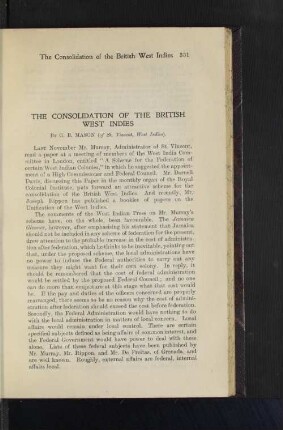 The Consolidation of the British West Indies 201
THE CONSOLIDATION OF THE BRITISH
WEST INDIES
By G. B. MASON (of St. Vincent, West Indies).
Last November Mr. Murray, Administrator of St. Vincent,
read a paper at a meeting of members of the West India Com-
mittee in London, entitled "A Scheme for the Federation of
certain West Indian Colonies," in which he suggested the appoint-
ment of a High Commissioner and Federal Council. Mr. Darnell
Davis, discussing this Paper in the monthly organ of the Royal
Colonial Institute, puts forward an attractive scheme for the
consolidation of the British West Indies. And recently, Mr.
Joseph Rippon has published a booklet of papers on the
Unification of the West Indies.
The comments of the West Indian Press on Mr. Murray's
scheme have, on the whole, been favourable. The Jamaica
Gleaner, however, after emphasising his statement that Jamaica
should not be included in any scheme of federation for the present,
drew attention to the probable increase in the cost of administra-
tion after federation, which it holds to be inevitable, pointing out
that, under the proposed scheme, the local administrations have
no power to induce the Federal authorities to carry out any
measure they might want for their own colony. In reply, it
should be remembered that the cost of federal administration
would be settled by the proposed Federal Council; and no one
can do more than conjecture at this stage what that cost would
be. If the pay and duties of the officers concerned are properly
rearranged, there seems to be no reason why the cost of admini-
stration after federation should exceed the cost before federation.
Secondly, the Federal Administration would have nothing to do
with the local administration in matters of local concern. Local
affairs would remain under local control. There are certain
specified subjects defined as being affairs of common interest, and
the Federal Government would have power to deal with these
alone. Lists of these federal subjects have been published by
Mr. Murray, Mr. Rippon, and Mr. De Freitas, of Grenada, and
are well known. Roughly, external affairs are federal, internal
affairs local.